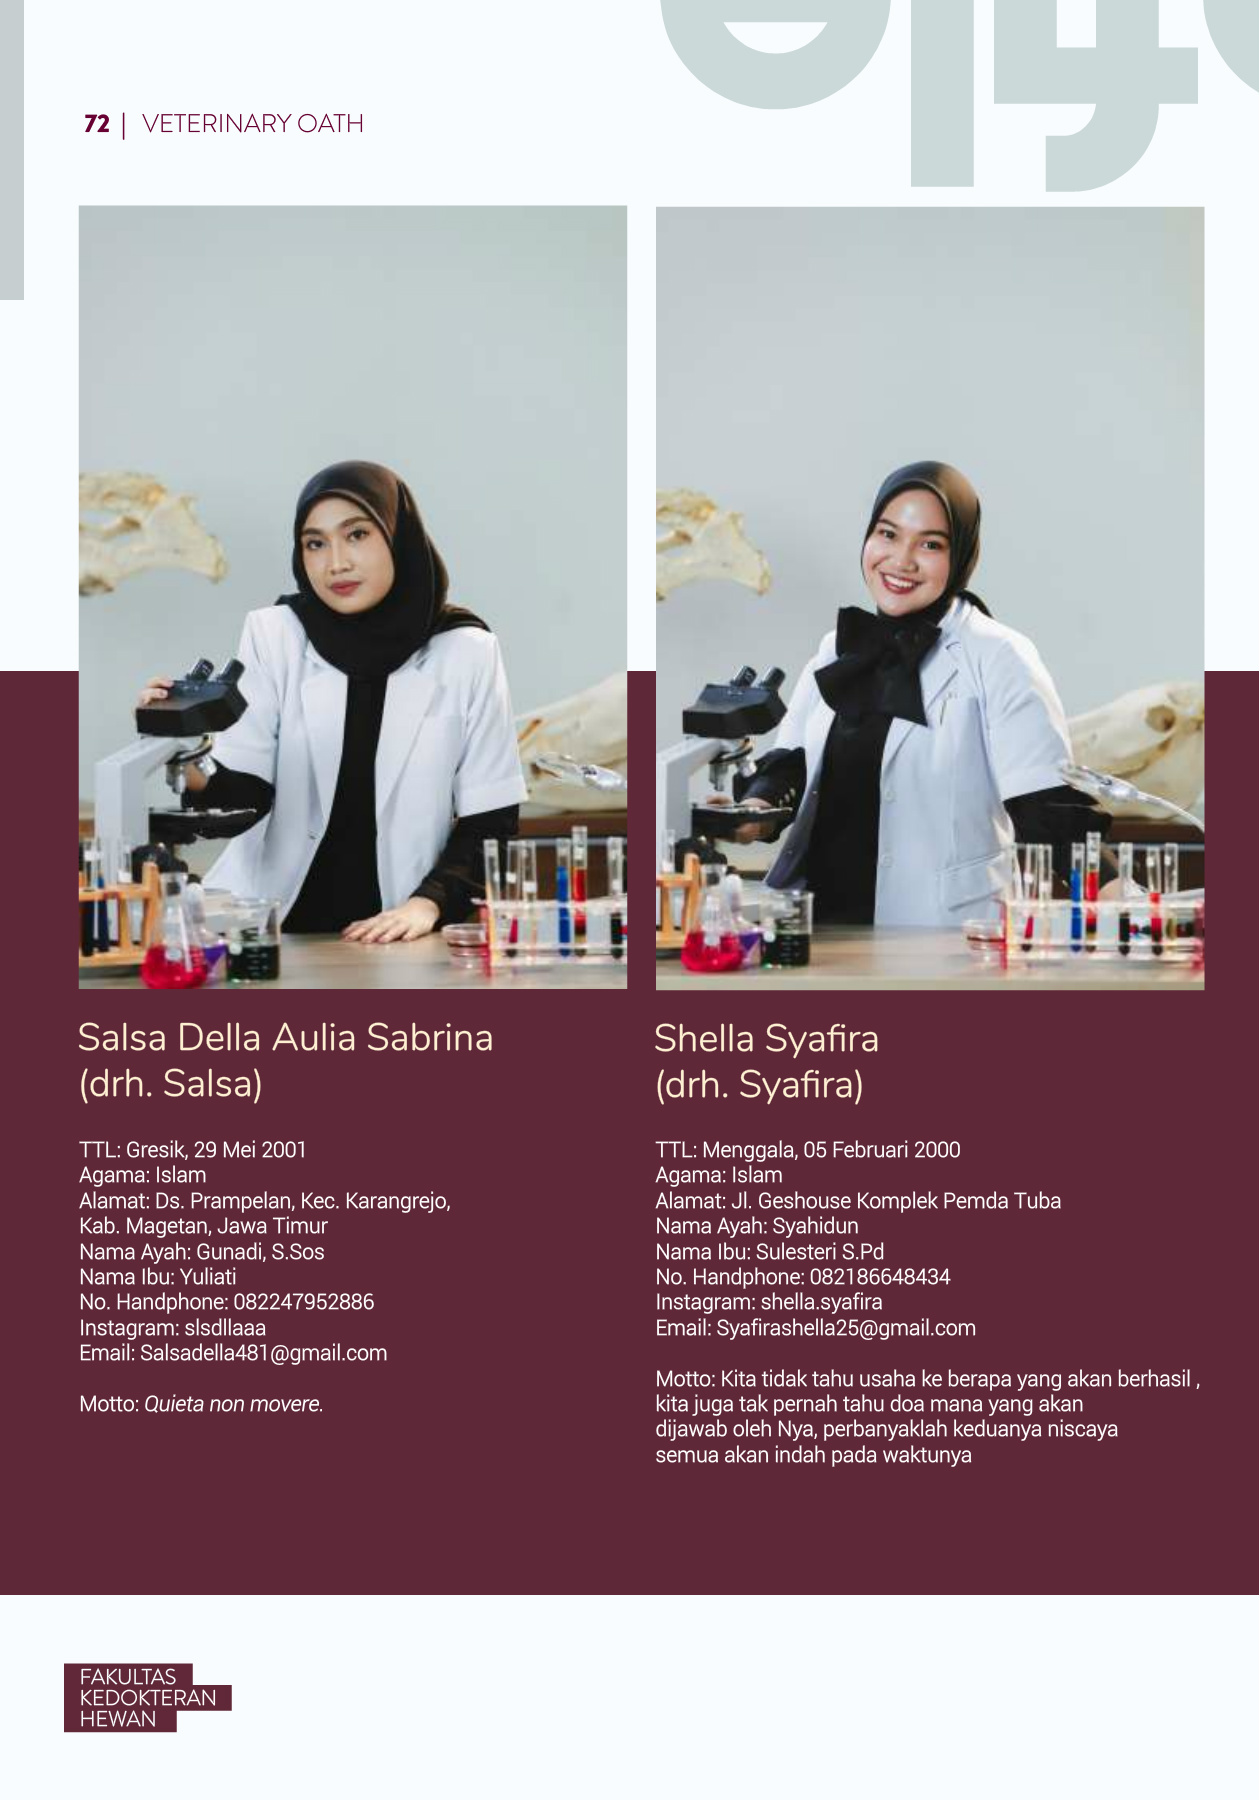 72 | VETERINARY OATH
Salsa Della Aulia Sabrina
(drh. Salsa)
TTL: Gresik, 29 Mei 2001
Agama: Islam
Alamat: Ds. Prampelan, Kec. Karangrejo,
Kab. Magetan, Jawa Timur
Nama Ayah: Gunadi, S.Sos
Nama Ibu: Yuliati
No. Handphone: 082247952886
Instagram: slsdllaaa
Email: Salsadella481@gmail.com
Motto: Quieta non movere.
Shella Syafira
(drh. Syafira)
TTL: Menggala, 05 Februari 2000
Agama: Islam
Alamat: Jl. Geshouse Komplek Pemda Tuba
Nama Ayah: Syahidun
Nama Ibu: Sulesteri S.Pd
No. Handphone: 082186648434
Instagram: shella.syafira
Email: Syafirashella25@gmail.com
Motto: Kita tidak tahu usaha ke berapa yang akan berhasil ,
kita juga tak pernah tahu doa mana yang akan
dijawab oleh Nya, perbanyaklah keduanya niscaya
semua akan indah pada waktunya
FAKULTAS
KEDOKTERAN
HEWAN